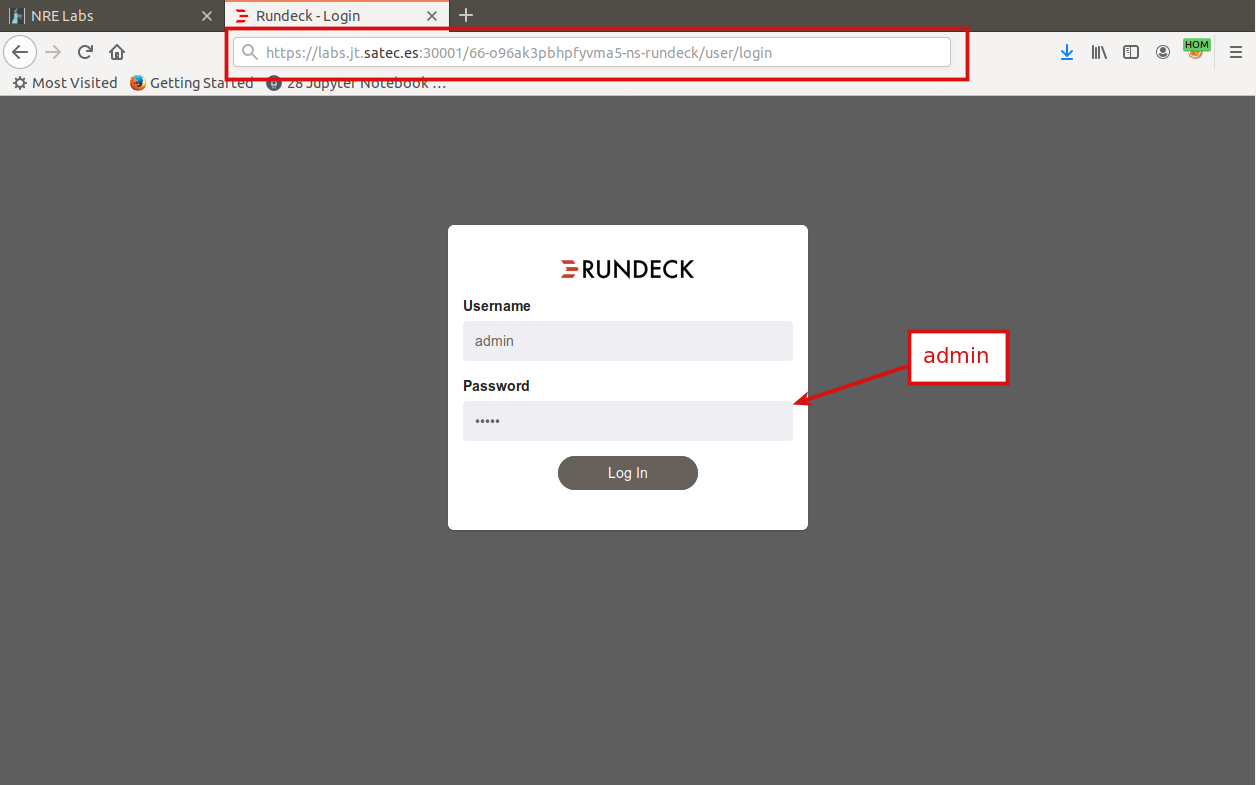 NRE Labs
Rundeck - Login
https://labs.jt.satec.es:30001/66-o96ak3pbhpfyvma5-ns-rundeck/user/login
HOM
Most Visited
Getting Started
28 Jupyter Notebook ...
RUNDECK
Username
admin
admin
Password
•••••
Log In